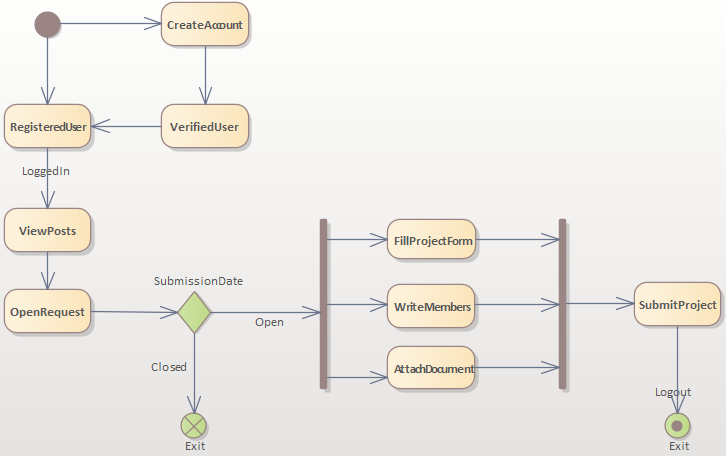 CreateAccount
RegisteredUser
VerifiedUser
LoggedIn
ViewPosts
OpenRequest
SubmissionDate
Open
Closed
Exit
FillProjectForm
WriteMembers
AttachDocument
SubmitProject
Logout
Exit